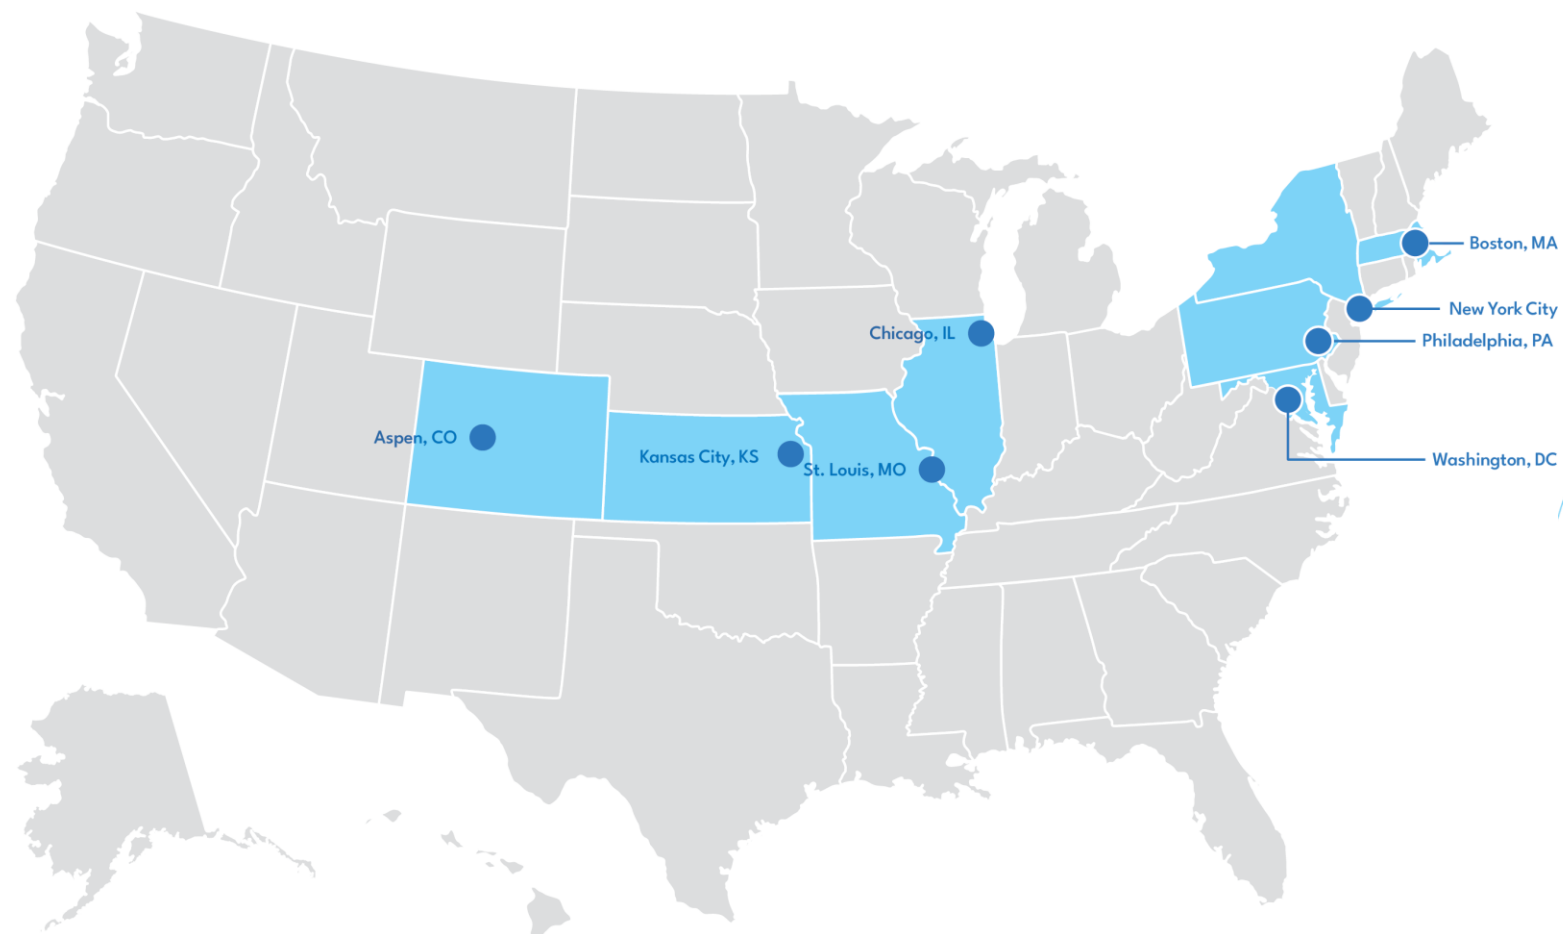 Boston, MA
New York City
Chicago, IL
Philadelphia, PA
Aspen, CO
Kansas City, KS
St. Louis, MO
Washington, DC